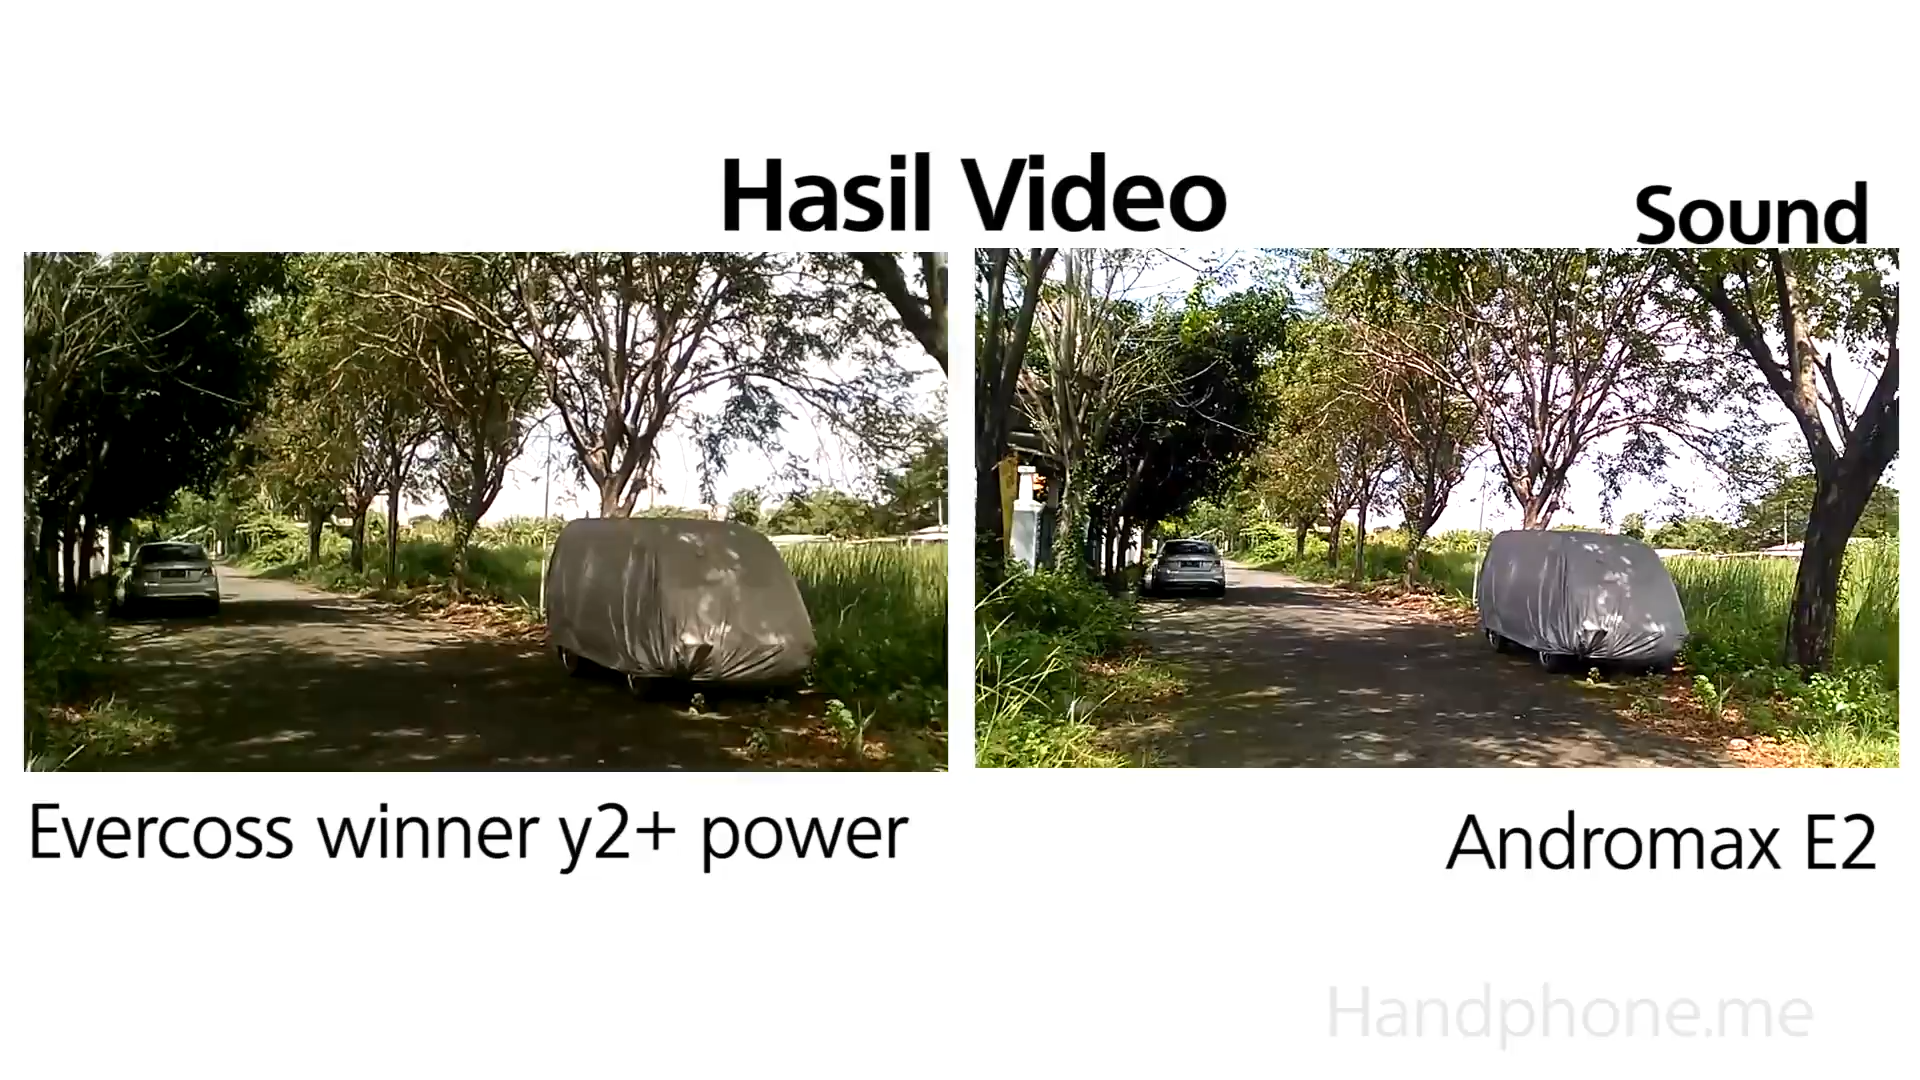 Hasil Video
Sound
Evercoss winner y2+ power
Andromax E2
Handphone.me